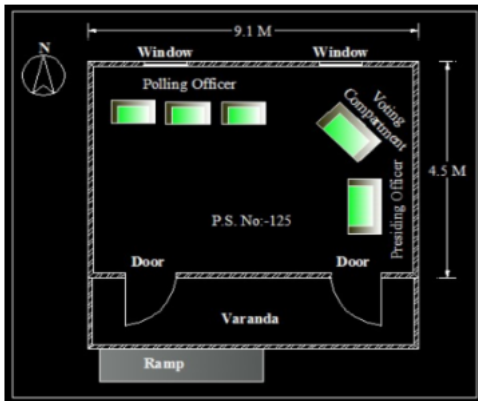 9.1 M
N
Window
Window
Polling Officer
Voting
Compartment
4.5 M
Presiding Officer
P.S. No:-125
Door
Door
Varanda
Ramp